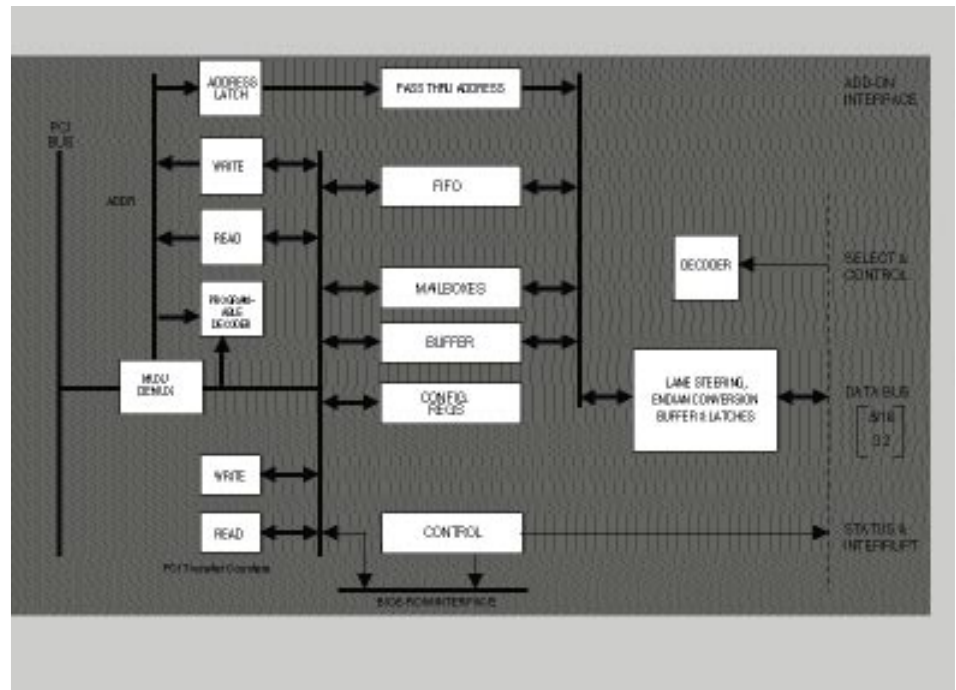 ADDRESS
LATCH
PASS THRU ADDRESS
ADD-ON
INTERFACE
PCI
BUS
WRITE
FIFO
ADDR
READ
DECODER
SELECT &
CONTROL
MAILBOXES
PROGRAM-
ABLE
DECODER
BUFFER
MUX/
DEMUX
CONFIG.
REGS
LANE STEERING,
ENDIAN CONVERSION
BUFFER & LATCHES
DATA BUS
8/16
32
WRITE
READ
CONTROL
STATUS &
INTERRUPT
PCI Transfer Counters
BIOS ROM INTERFACE